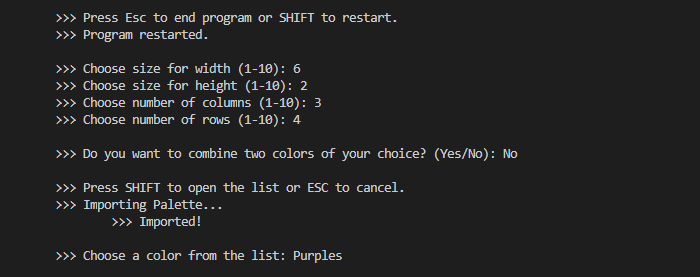 >>> Press Esc to end program or SHIFT to restart.
>>> Program restarted.
>>> Choose size for width (1-10): 6
>>> Choose size for height (1-10): 2
>>> Choose number of columns (1-10): 3
>>> Choose number of rows (1-10): 4
>>> Do you want to combine two colors of your choice? (Yes/No): No
>>> Press SHIFT to open the list or ESC to cancel.
>>> Importing Palette...
>>> Imported!
>>> Choose a color from the list: Purples